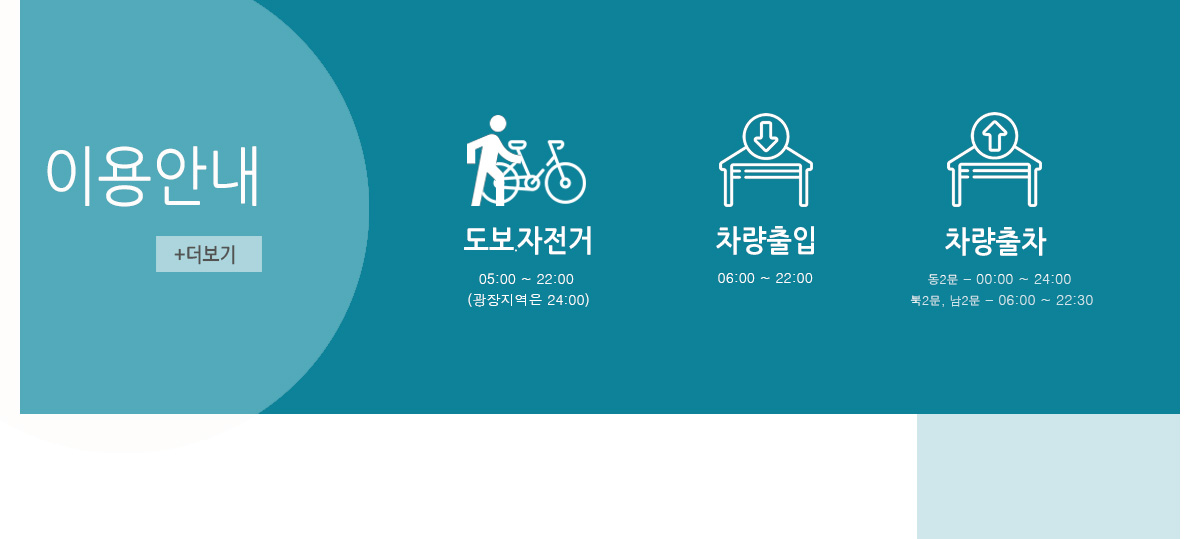 이용안내
+더보기
도보.자전거
05:00 ~ 22:00
(광장지역은 24:00)
차량출입
06:00 ~ 22:00
차량출차
동2문 - 00:00 ~ 24:00
북2문, 남2문 - 06:00 ~ 22:30